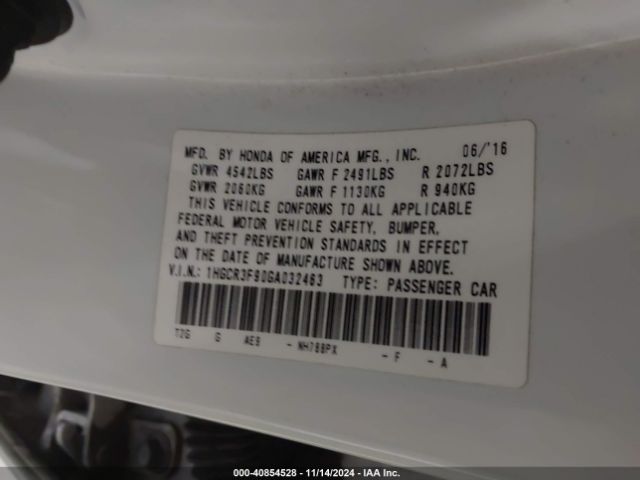 MFD. BY HONDA OF AMERICA MFG., INC. 06/'16
GVWR 4542LBS GAWR F 2491LBS R 2072LBS
GVWR 2060KG GAWR F 1130KG R 940KG
THIS VEHICLE CONFORMS TO ALL APPLICABLE
FEDERAL MOTOR VEHICLE SAFETY, BUMPER,
AND THEFT PREVENTION STANDARDS IN EFFECT
ON THE DATE OF MANUFACTURE SHOWN ABOVE.
V.I.N.: 1HGCR3F90GA032463 TYPE: PASSENGER CAR
T2G G AE9 - NH788PX - F - A
000-40854528 - 11/14/2024 - IAA Inc.